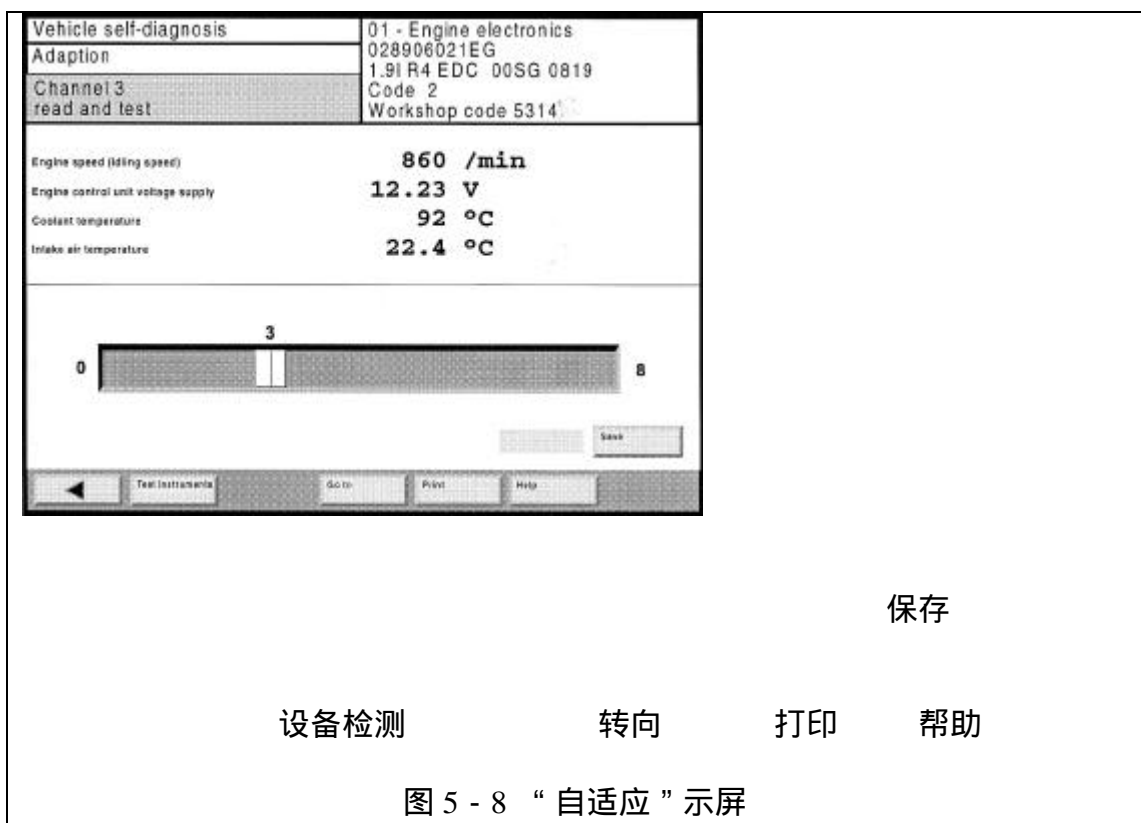 Vehicle self-diagnosis
Adaption
Channel 3
read and test
01 - Engine electronics
028906021EG
1.9l R4 EDC 00SG 0819
Code 2
Workshop code 5314
Engine speed (idling speed) 860 /min
Engine control unit voltage supply 12.23 V
Coolant temperature 92 °C
Intake air temperature 22.4 °C
3
0 8
Save
Test instruments Go to Print Help
保存
设备检测 转向 打印 帮助
图 5 - 8 “自适应”示屏